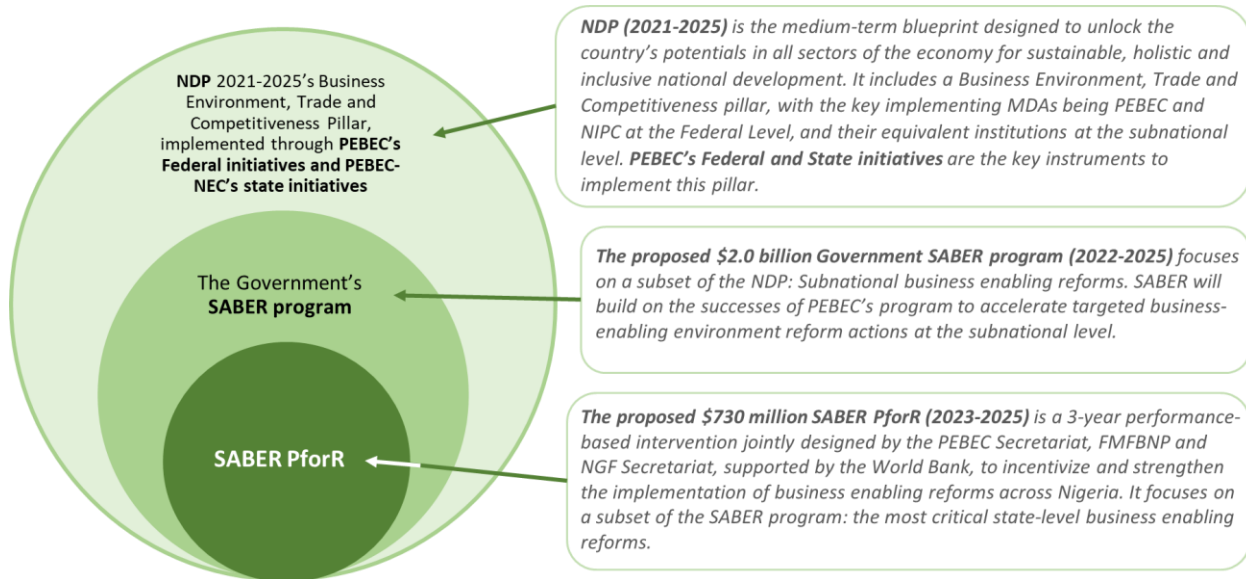 NDP 2021-2025's Business
Environment, Trade and
Competitiveness Pillar,
implemented through PEBEC's
Federal initiatives and PEBEC-
NEC's state initiatives
The Government's
SABER program
SABER PforR
NDP (2021-2025) is the medium-term blueprint designed to unlock the
country's potentials in all sectors of the economy for sustainable, holistic and
inclusive national development. It includes a Business Environment, Trade and
Competitiveness pillar, with the key implementing MDAs being PEBEC and
NIPC at the Federal Level, and their equivalent institutions at the subnational
level. PEBEC's Federal and State initiatives are the key instruments to
implement this pillar.
The proposed $2.0 billion Government SABER program (2022-2025) focuses
on a subset of the NDP: Subnational business enabling reforms. SABER will
build on the successes of PEBEC's program to accelerate targeted business-
enabling environment reform actions at the subnational level.
The proposed $730 million SABER PforR (2023-2025) is a 3-year performance-
based intervention jointly designed by the PEBEC Secretariat, FMFBNP and
NGF Secretariat, supported by the World Bank, to incentivize and strengthen
the implementation of business enabling reforms across Nigeria. It focuses on
a subset of the SABER program: the most critical state-level business enabling
reforms.